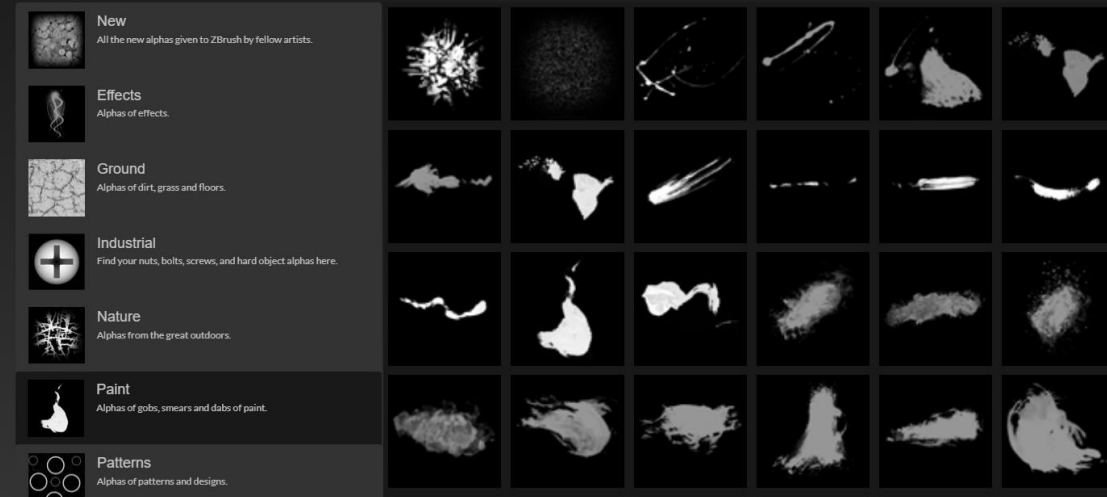 New
All the new alphas given to ZBrush by fellow artists.
Effects
Alphas of effects.
Ground
Alphas of dirt, grass and floors.
Industrial
Find your nuts, bolts, screws, and hard object alphas here.
Nature
Alphas from the great outdoors.
Paint
Alphas of gobs, smears and dabs of paint.
Patterns
Alphas of patterns and designs.